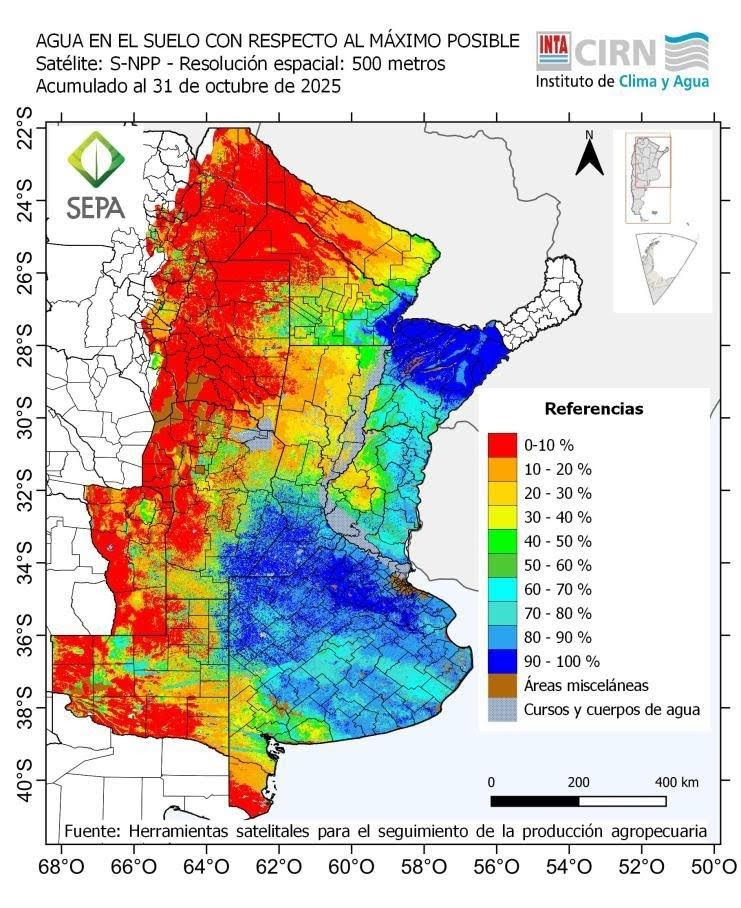 AGUA EN EL SUELO CON RESPECTO AL MÁXIMO POSIBLE
Satélite: S-NPP - Resolución espacial: 500 metros
Acumulado al 31 de octubre de 2025
INTA CIRN
Instituto de Clima y Agua
SEPA
N
22°S
24°S
26°S
28°S
30°S
32°S
34°S
36°S
38°S
40°S
Referencias
0-10 %
10 - 20 %
20 - 30 %
30 - 40 %
40 - 50 %
50 - 60 %
60 - 70 %
70 - 80 %
80 - 90 %
90 - 100 %
Áreas misceláneas
Cursos y cuerpos de agua
0 200 400 km
Fuente: Herramientas satelitales para el seguimiento de la producción agropecuaria
68°O 66°O 64°O 62°O 60°O 58°O 56°O 54°O 52°O 50°O